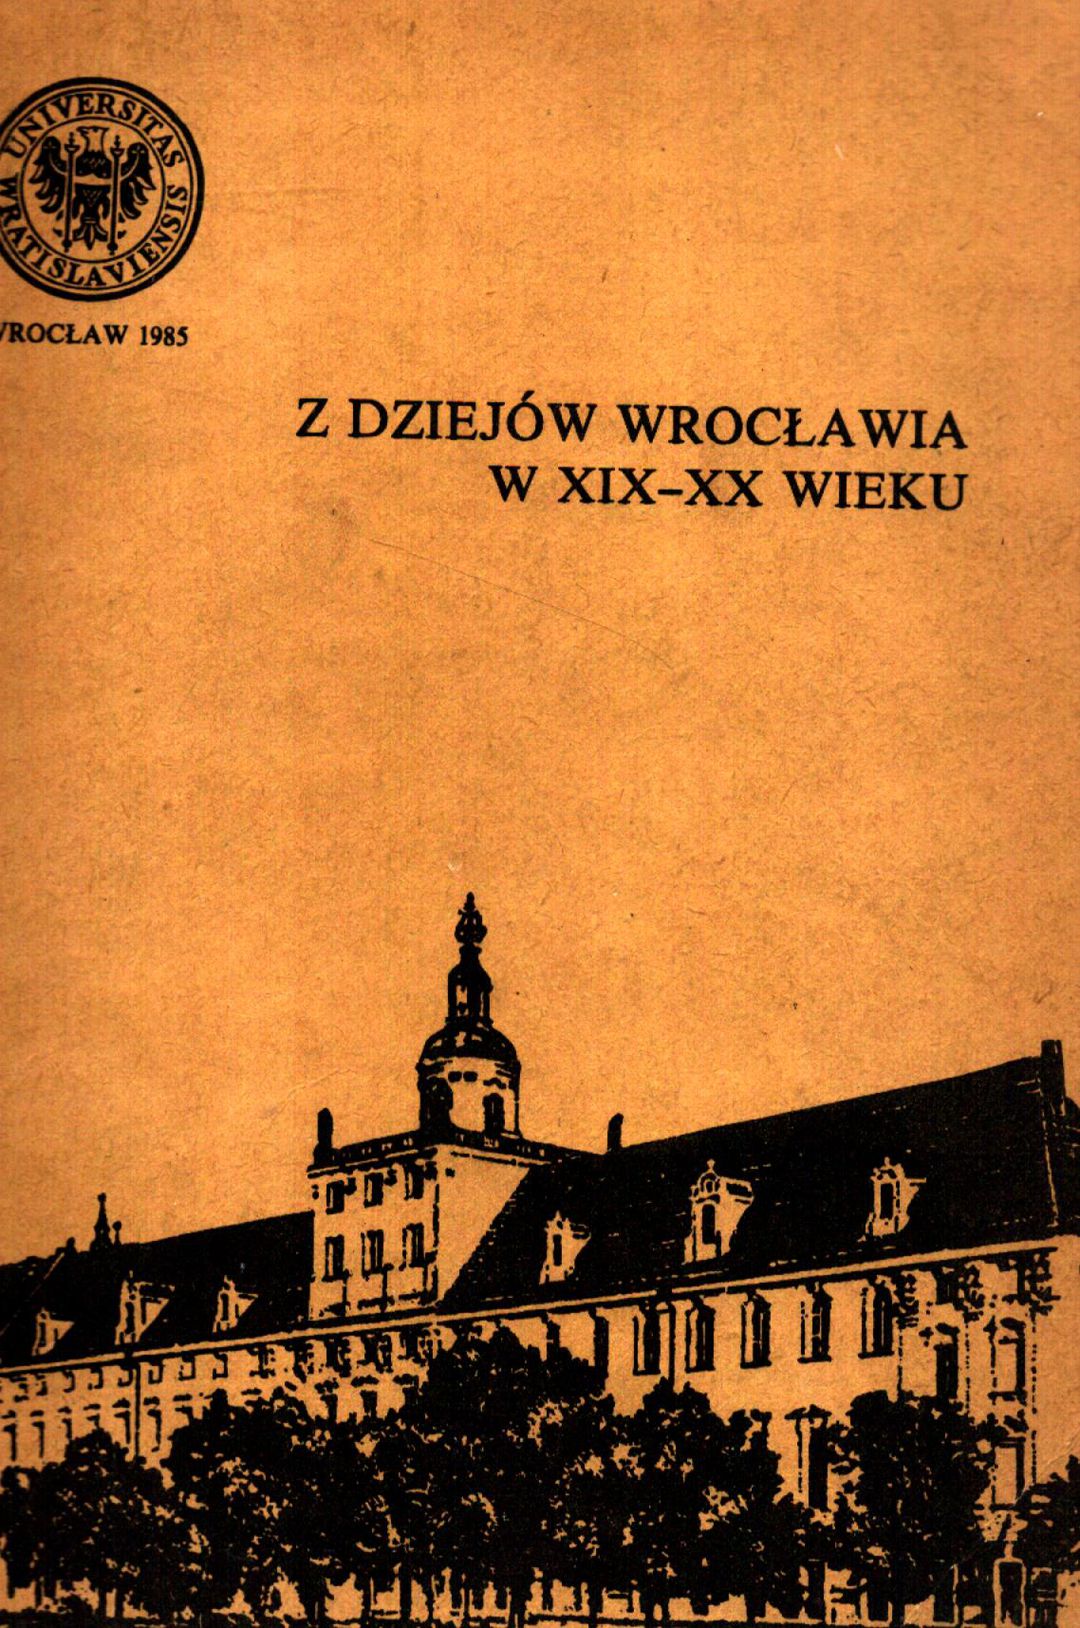 UNIVERSITAS
WRATISLAVIENSIS
WROCŁAW 1985
Z DZIEJÓW WROCŁAWIA
W XIX–XX WIEKU